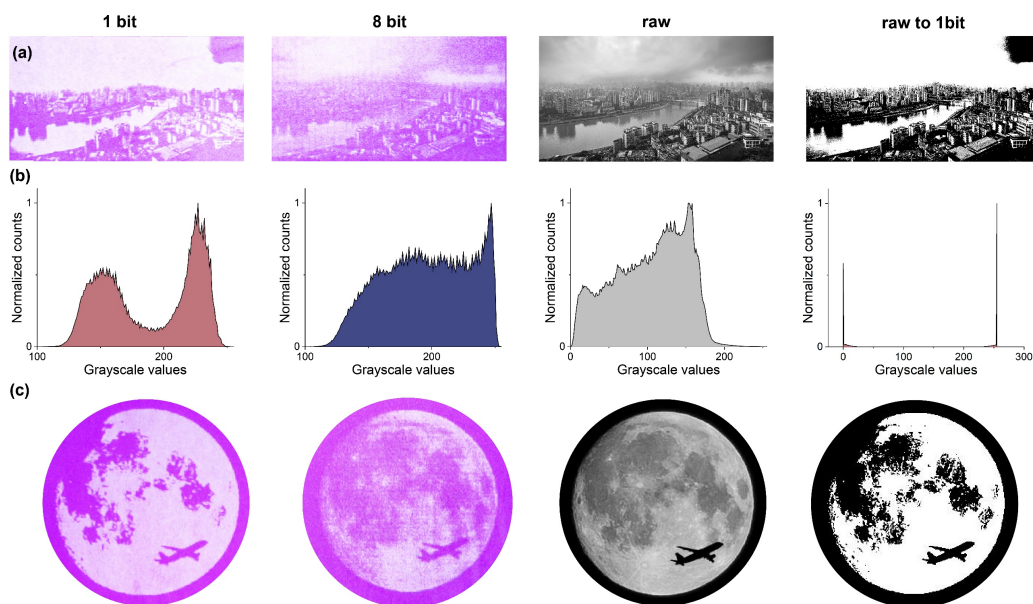 1 bit 8 bit raw raw to 1bit
(a)
(b)
1 1 1 1
Normalized counts Normalized counts Normalized counts Normalized counts
0 0 0 0
100 200 100 200 0 100 200 0 100 200 300
Grayscale values Grayscale values Grayscale values Grayscale values
(c)